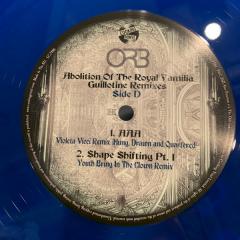 ORB
Abolition Of The Royal Familia
Guillotine Remixes
Side D
1. AAA
Violeta Vicci Remix (Hung, Drawn and Quartered)
2. Shape Shifting Pt. 1
Youth Bring In The Clown Remix